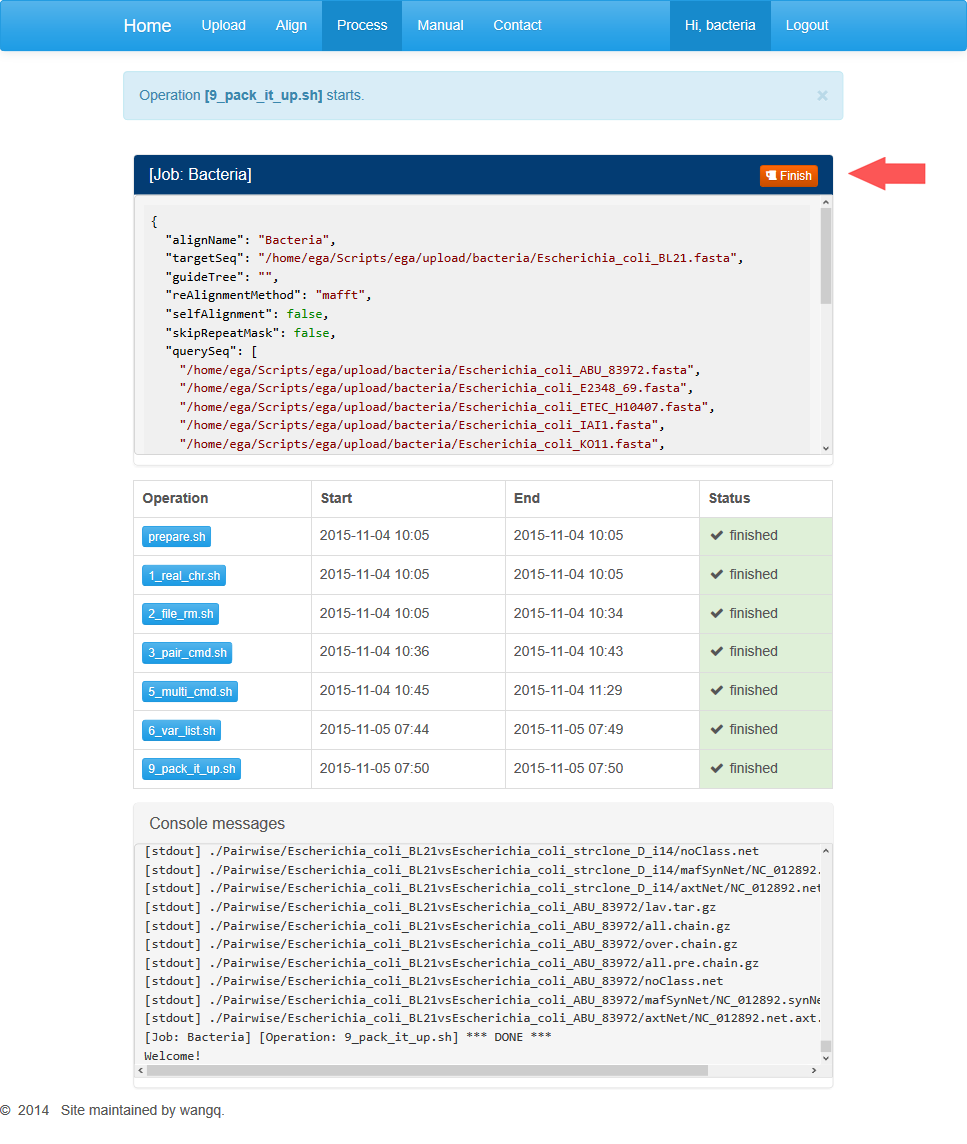 Home Upload Align Process Manual Contact Hi, bacteria Logout
Operation [9_pack_it_up.sh] starts. ×
[Job: Bacteria] Finish
{
"alignName": "Bacteria",
"targetSeq": "/home/ega/Scripts/ega/upload/bacteria/Escherichia_coli_BL21.fasta",
"guideTree": "",
"reAlignmentMethod": "mafft",
"selfAlignment": false,
"skipRepeatMask": false,
"querySeq": [
"/home/ega/Scripts/ega/upload/bacteria/Escherichia_coli_ABU_83972.fasta",
"/home/ega/Scripts/ega/upload/bacteria/Escherichia_coli_E2348_69.fasta",
"/home/ega/Scripts/ega/upload/bacteria/Escherichia_coli_ETEC_H10407.fasta",
"/home/ega/Scripts/ega/upload/bacteria/Escherichia_coli_IAI1.fasta",
"/home/ega/Scripts/ega/upload/bacteria/Escherichia_coli_KO11.fasta",
Operation Start End Status
prepare.sh 2015-11-04 10:05 2015-11-04 10:05 finished
1_real_chr.sh 2015-11-04 10:05 2015-11-04 10:05 finished
2_file_rm.sh 2015-11-04 10:05 2015-11-04 10:34 finished
3_pair_cmd.sh 2015-11-04 10:36 2015-11-04 10:43 finished
5_multi_cmd.sh 2015-11-04 10:45 2015-11-04 11:29 finished
6_var_list.sh 2015-11-05 07:44 2015-11-05 07:49 finished
9_pack_it_up.sh 2015-11-05 07:50 2015-11-05 07:50 finished
Console messages
[stdout] ./Pairwise/Escherichia_coli_BL21vsEscherichia_coli_strclone_D_i14/noClass.net
[stdout] ./Pairwise/Escherichia_coli_BL21vsEscherichia_coli_strclone_D_i14/mafSynNet/NC_012892.
[stdout] ./Pairwise/Escherichia_coli_BL21vsEscherichia_coli_strclone_D_i14/axtNet/NC_012892.net
[stdout] ./Pairwise/Escherichia_coli_BL21vsEscherichia_coli_ABU_83972/lav.tar.gz
[stdout] ./Pairwise/Escherichia_coli_BL21vsEscherichia_coli_ABU_83972/all.chain.gz
[stdout] ./Pairwise/Escherichia_coli_BL21vsEscherichia_coli_ABU_83972/over.chain.gz
[stdout] ./Pairwise/Escherichia_coli_BL21vsEscherichia_coli_ABU_83972/all.pre.chain.gz
[stdout] ./Pairwise/Escherichia_coli_BL21vsEscherichia_coli_ABU_83972/noClass.net
[stdout] ./Pairwise/Escherichia_coli_BL21vsEscherichia_coli_ABU_83972/mafSynNet/NC_012892.synNe
[stdout] ./Pairwise/Escherichia_coli_BL21vsEscherichia_coli_ABU_83972/axtNet/NC_012892.net.axt.
[Job: Bacteria] [Operation: 9_pack_it_up.sh] *** DONE ***
Welcome!
© 2014 Site maintained by wangq.